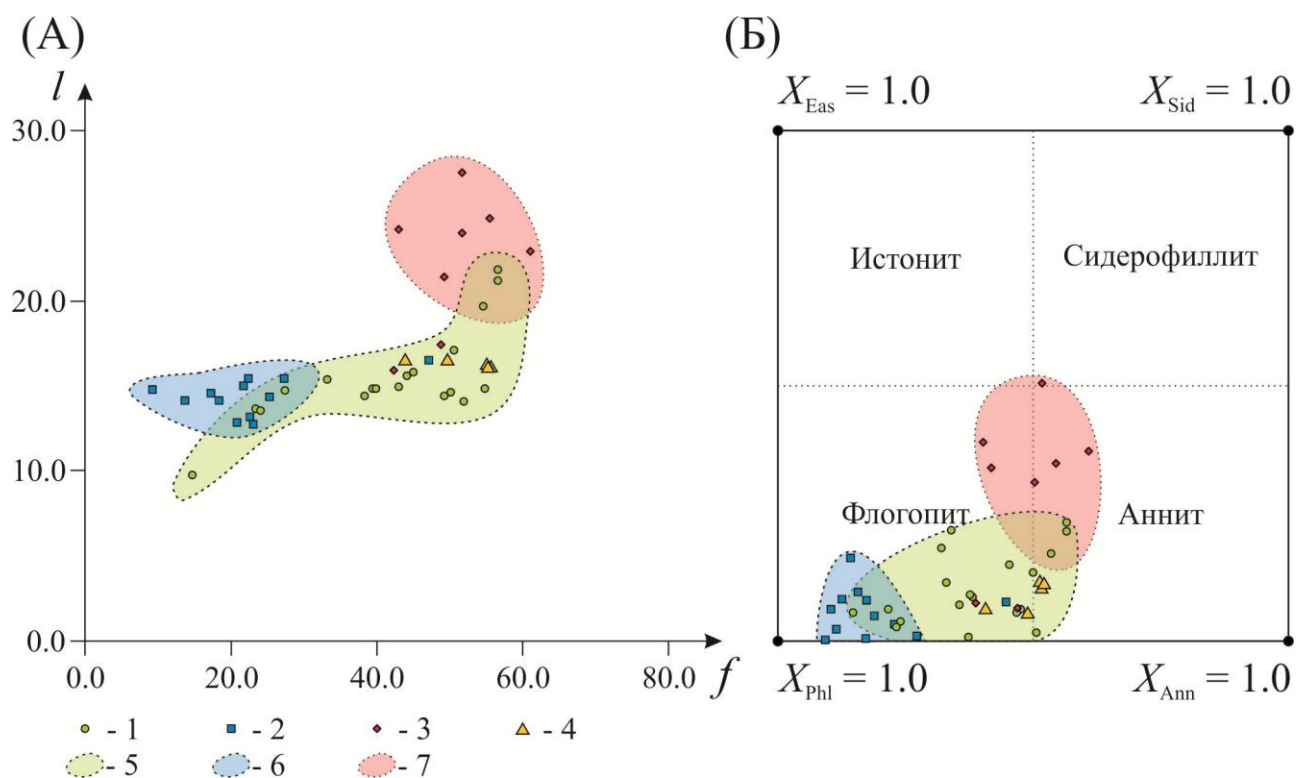 (А)
(Б)
l
30.0
20.0
10.0
0.0
0.0 20.0 40.0 60.0 80.0 f
X_Eas = 1.0 X_Sid = 1.0
Истонит Сидерофиллит
Флогопит Аннит
X_Phl = 1.0 X_Ann = 1.0
- 1 - 2 - 3 - 4
- 5 - 6 - 7